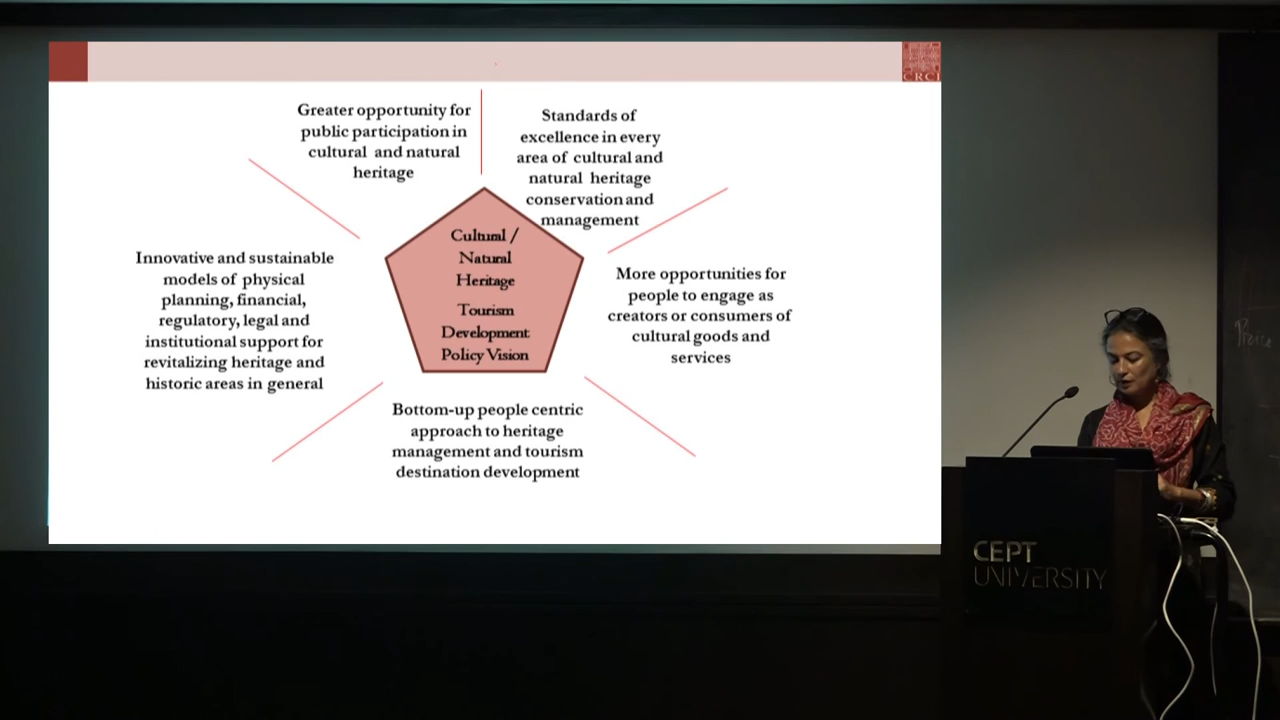 CRCI
Greater opportunity for
public participation in
cultural and natural
heritage
Standards of
excellence in every
area of cultural and
natural heritage
conservation and
management
Innovative and sustainable
models of physical
planning, financial,
regulatory, legal and
institutional support for
revitalizing heritage and
historic areas in general
Cultural /
Natural
Heritage
Tourism
Development
Policy Vision
More opportunities for
people to engage as
creators or consumers of
cultural goods and
services
Bottom-up people centric
approach to heritage
management and tourism
destination development
CEPT
UNIVERSITY